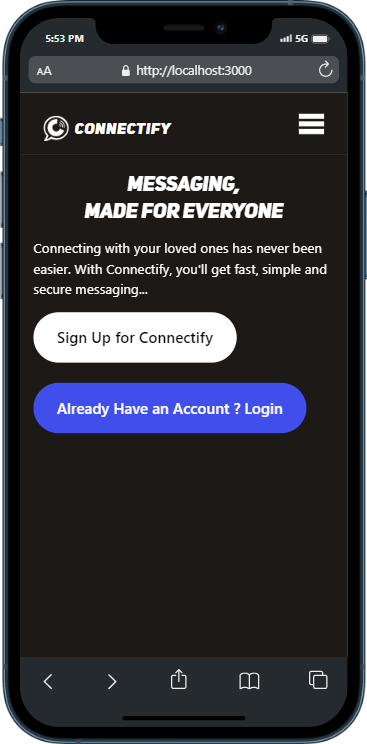 5:53 PM
5G
AA
http://localhost:3000
CONNECTIFY
MESSAGING,
MADE FOR EVERYONE
Connecting with your loved ones has never been
easier. With Connectify, you'll get fast, simple and
secure messaging...
Sign Up for Connectify
Already Have an Account ? Login